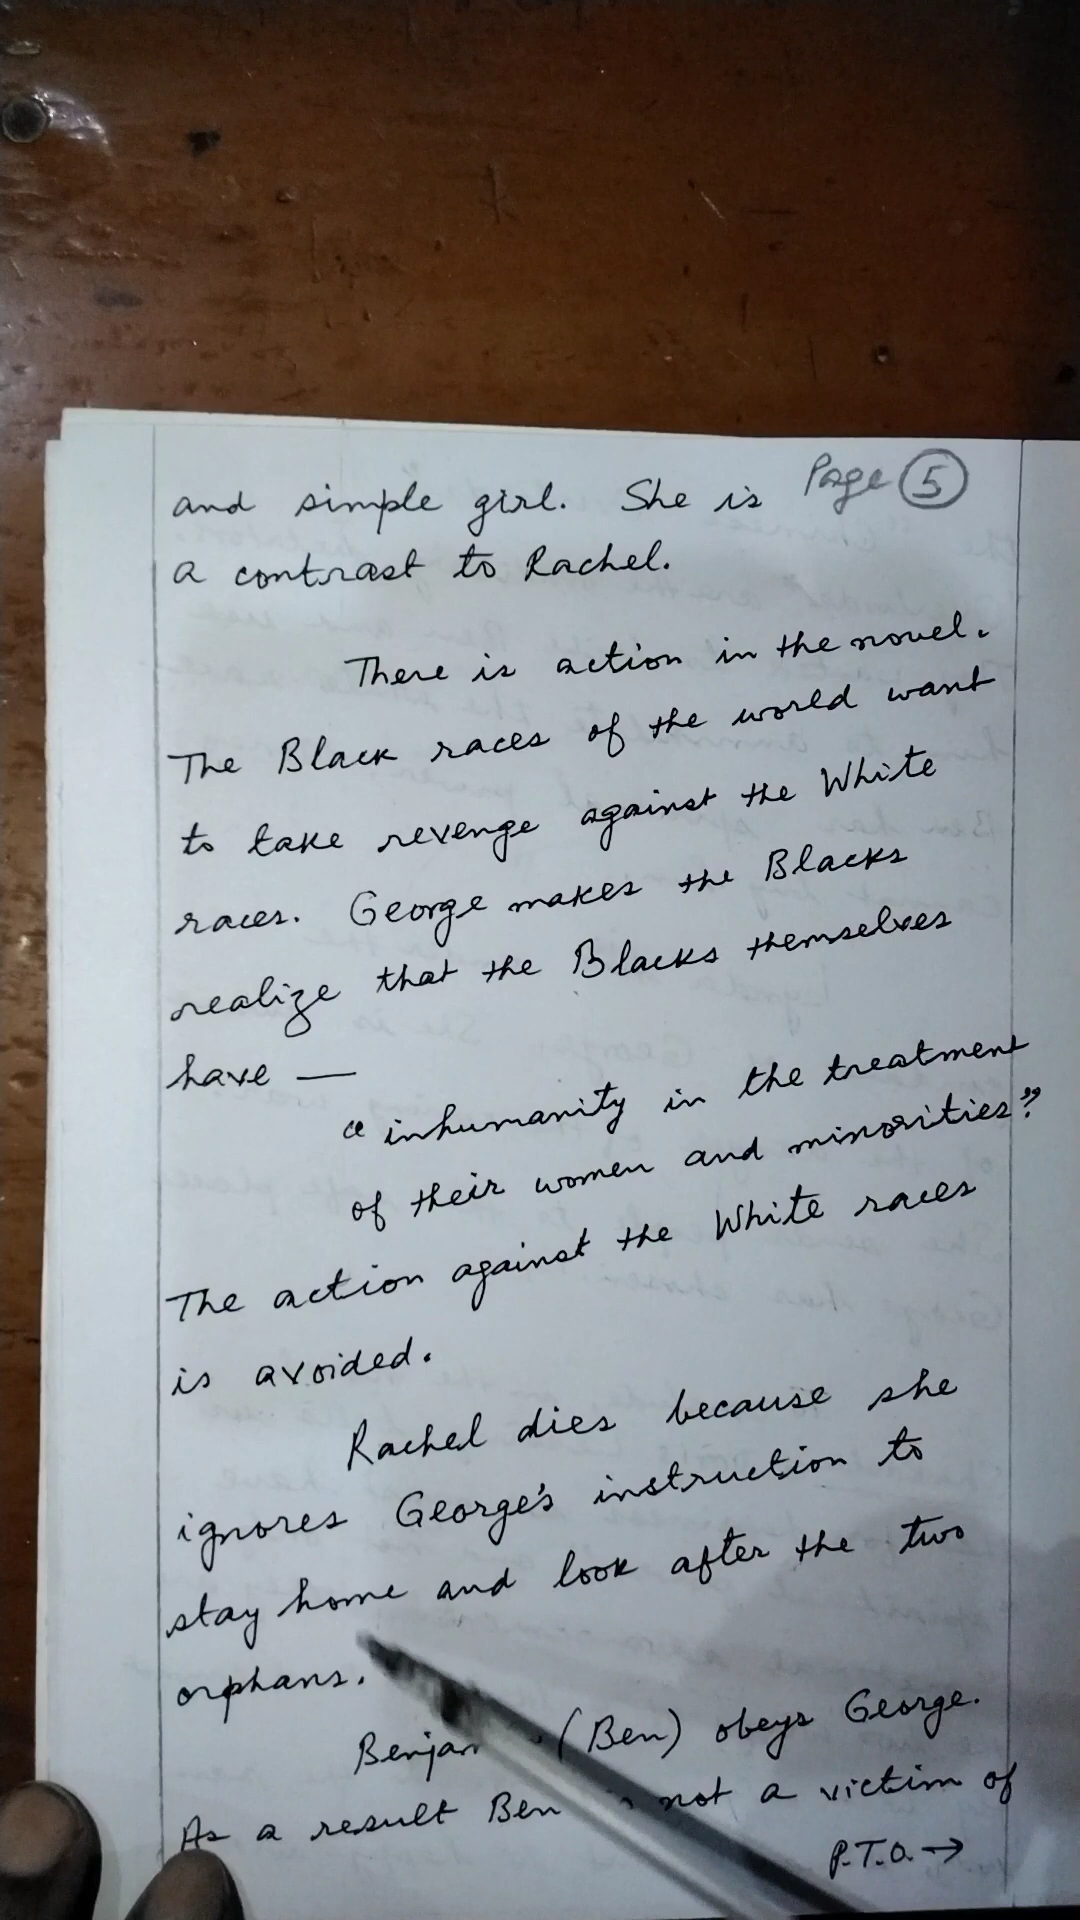 Page 5
and simple girl. She is
a contrast to Rachel.
There is action in the novel.
The Black races of the world want
to take revenge against the White
races. George makes the Blacks
realize that the Blacks themselves
have —
"inhumanity in the treatment
of their women and minorities".
The action against the White races
is avoided.
Rachel dies because she
ignores George's instruction to
stay home and look after the two
orphans.
(Ben) obeys George.
As a result Ben not a victim of
P.T.O. →